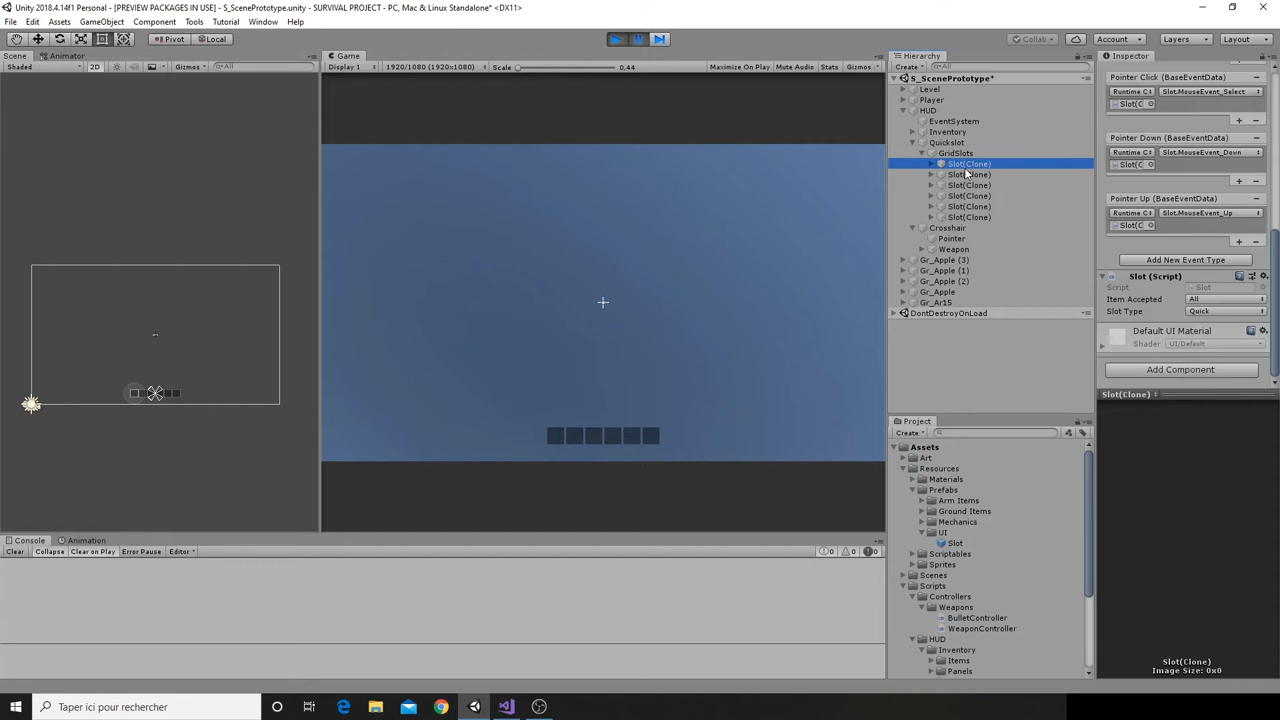 Unity 2018.4.14f1 Personal - [PREVIEW PACKAGES IN USE] - S_ScenePrototype.unity - SURVIVAL PROJECT - PC, Mac & Linux Standalone* <DX11>
File Edit Assets GameObject Component Tools Tutorial Window Help
Pivot Local Collab Account Layers Layout
Scene Animator
Shaded 2D Gizmos All
Game
Display 1 1920/1080 (1920x1080) Scale 0.44 Maximize On Play Mute Audio Stats Gizmos
Hierarchy
Create All
S_ScenePrototype*
Level
Player
HUD
EventSystem
Inventory
Quickslot
GridSlots
Slot(Clone)
Slot(Clone)
Slot(Clone)
Slot(Clone)
Slot(Clone)
Slot(Clone)
Crosshair
Pointer
Weapon
Gr_Apple (3)
Gr_Apple (1)
Gr_Apple (2)
Gr_Apple
Gr_Ar15
DontDestroyOnLoad
Inspector
Pointer Click (BaseEventData)
Runtime C Slot.MouseEvent_Select
Slot(C
Pointer Down (BaseEventData)
Runtime C Slot.MouseEvent_Down
Slot(C
Pointer Up (BaseEventData)
Runtime C Slot.MouseEvent_Up
Slot(C
Add New Event Type
Slot (Script)
Script Slot
Item Accepted All
Slot Type Quick
Default UI Material
Shader UI/Default
Add Component
Slot(Clone)
Slot(Clone)
Image Size: 0x0
Project
Create
Assets
Art
Resources
Materials
Prefabs
Arm Items
Ground Items
Mechanics
UI
Slot
Scriptables
Sprites
Scenes
Scripts
Controllers
Weapons
BulletController
WeaponController
HUD
Inventory
Items
Panels
Console Animation
Clear Collapse Clear on Play Error Pause Editor 0 0 0
Taper ici pour rechercher